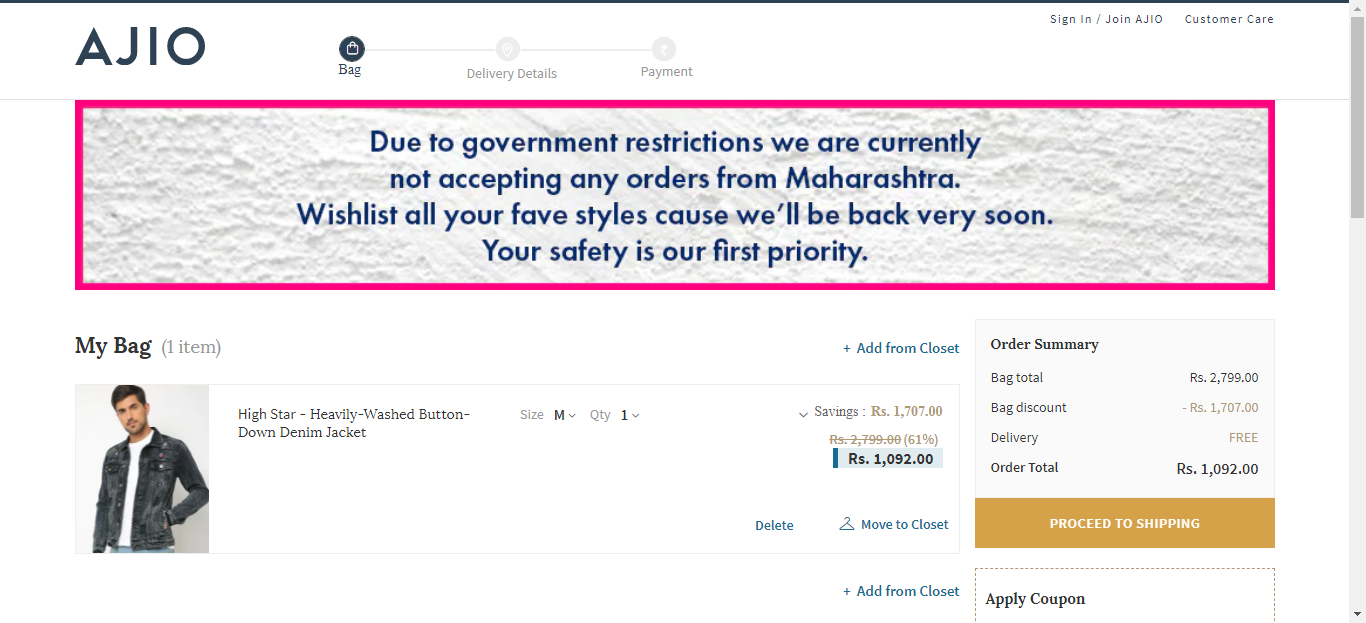 AJIO
Sign In / Join AJIO Customer Care
Bag
Delivery Details
Payment
Due to government restrictions we are currently
not accepting any orders from Maharashtra.
Wishlist all your fave styles cause we'll be back very soon.
Your safety is our first priority.
My Bag (1 item)
+ Add from Closet
High Star - Heavily-Washed Button-
Down Denim Jacket
Size M Qty 1
Savings : Rs. 1,707.00
Rs. 2,799.00 (61%)
Rs. 1,092.00
Delete
Move to Closet
+ Add from Closet
Order Summary
Bag total Rs. 2,799.00
Bag discount - Rs. 1,707.00
Delivery FREE
Order Total Rs. 1,092.00
PROCEED TO SHIPPING
Apply Coupon